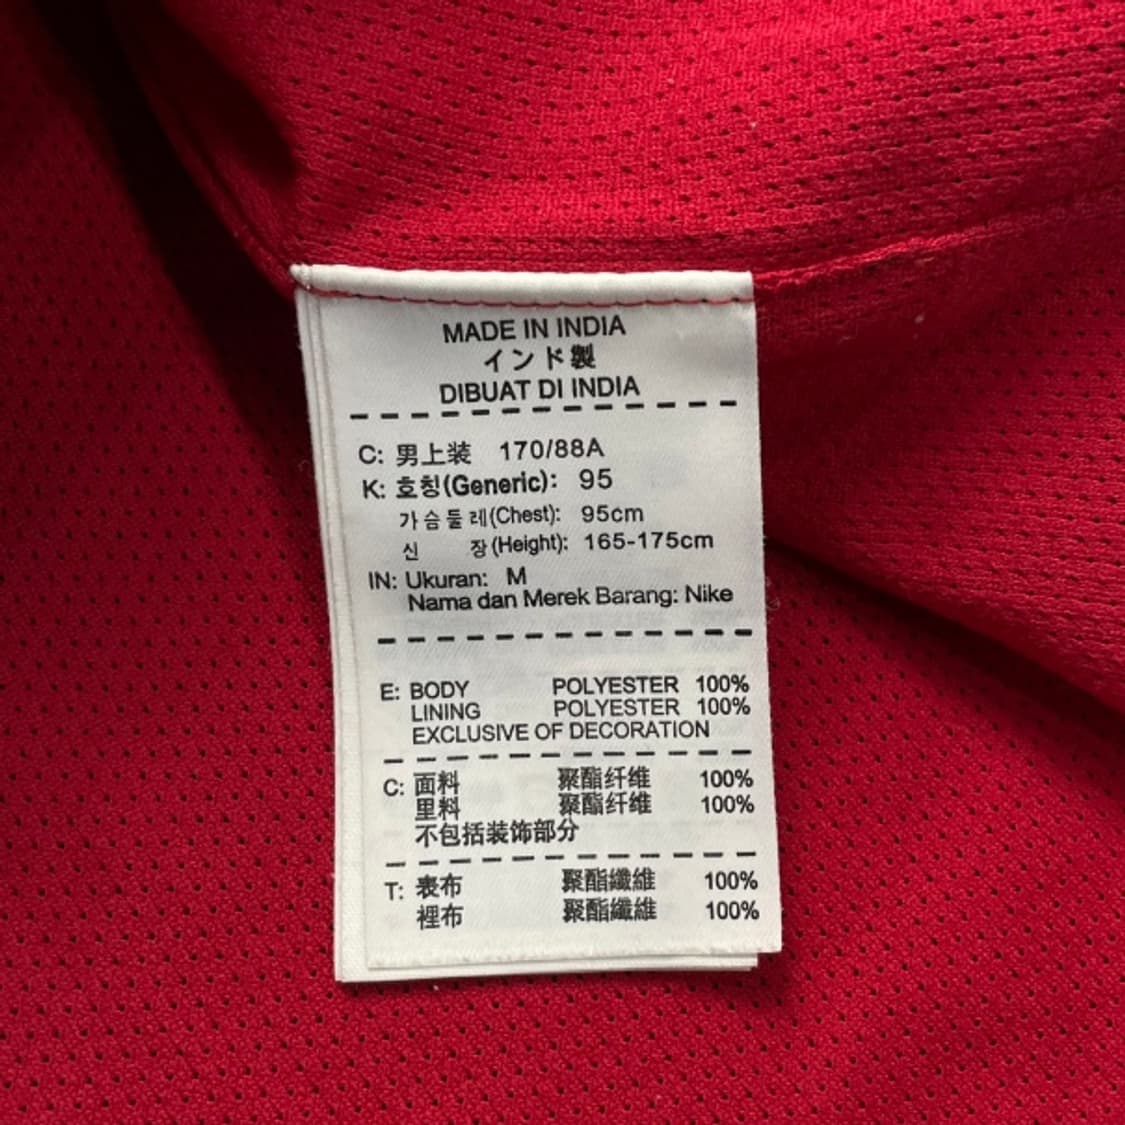 MADE IN INDIA
インド製
DIBUAT DI INDIA
C: 男上装 170/88A
K: 호칭(Generic): 95
가슴둘레(Chest): 95cm
신 장(Height): 165-175cm
IN: Ukuran: M
Nama dan Merek Barang: Nike
E: BODY POLYESTER 100%
LINING POLYESTER 100%
EXCLUSIVE OF DECORATION
C: 面料 聚酯纤维 100%
里料 聚酯纤维 100%
不包括装饰部分
T: 表布 聚酯纖維 100%
裡布 聚酯纖維 100%